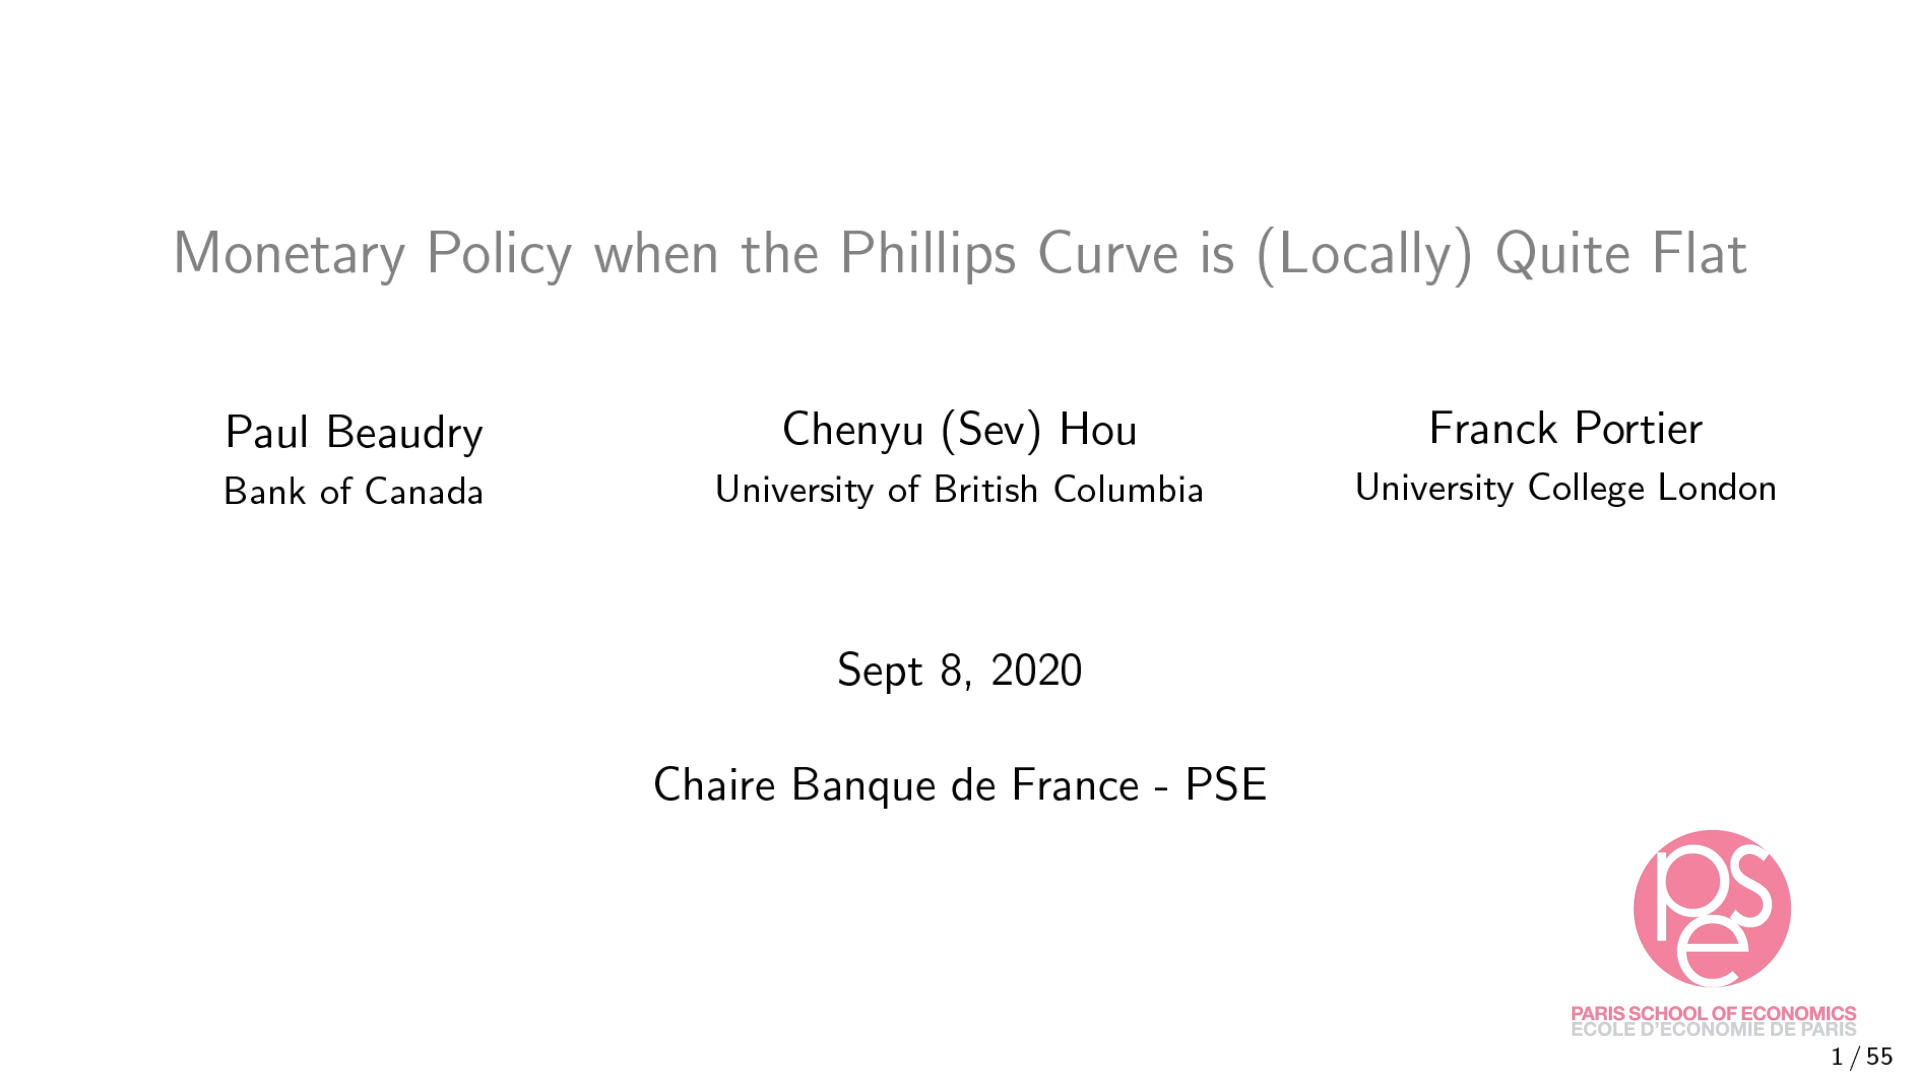 Monetary Policy when the Phillips Curve is (Locally) Quite Flat
Paul Beaudry
Bank of Canada
Chenyu (Sev) Hou
University of British Columbia
Franck Portier
University College London
Sept 8, 2020
Chaire Banque de France - PSE
pse
PARIS SCHOOL OF ECONOMICS
ECOLE D'ECONOMIE DE PARIS
1 / 55